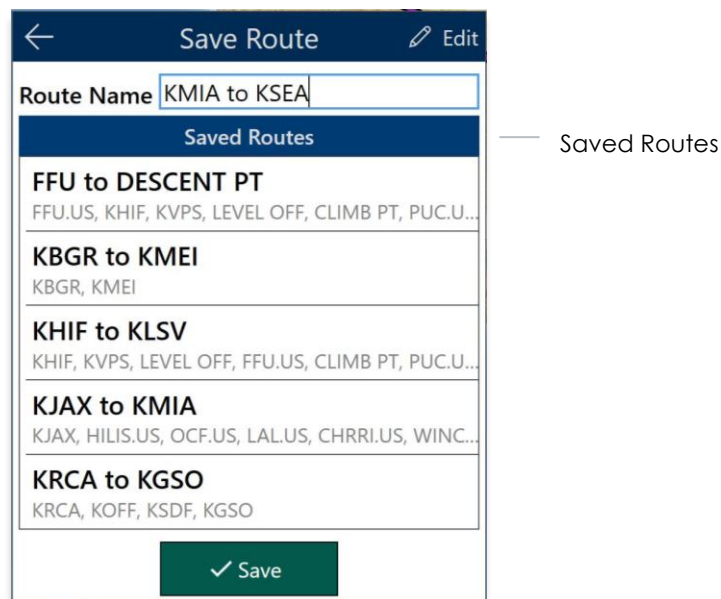 Save Route
Edit
Route Name KMIA to KSEA
Saved Routes
Saved Routes
FFU to DESCENT PT
FFU.US, KHIF, KVPS, LEVEL OFF, CLIMB PT, PUC.U...
KBGR to KMEI
KBGR, KMEI
KHIF to KLSV
KHIF, KVPS, LEVEL OFF, FFU.US, CLIMB PT, PUC.U...
KJAX to KMIA
KJAX, HILIS.US, OCF.US, LAL.US, CHRRI.US, WINC...
KRCA to KGSO
KRCA, KOFF, KSDF, KGSO
Save